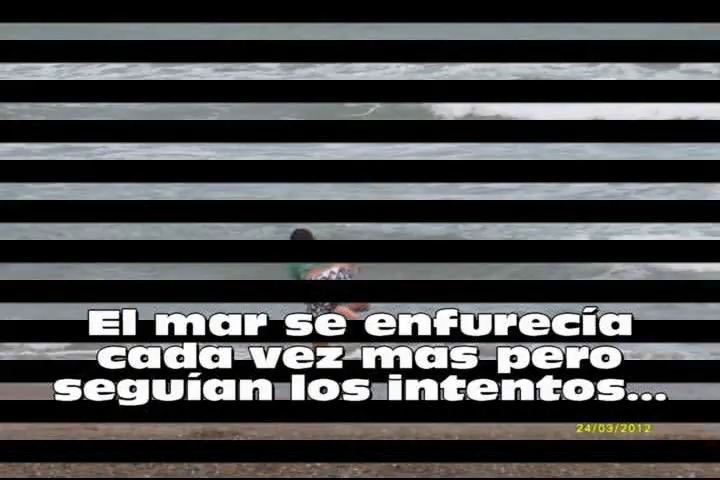 El mar se enfurecía
cada vez mas pero
seguían los intentos...
24/03/2012